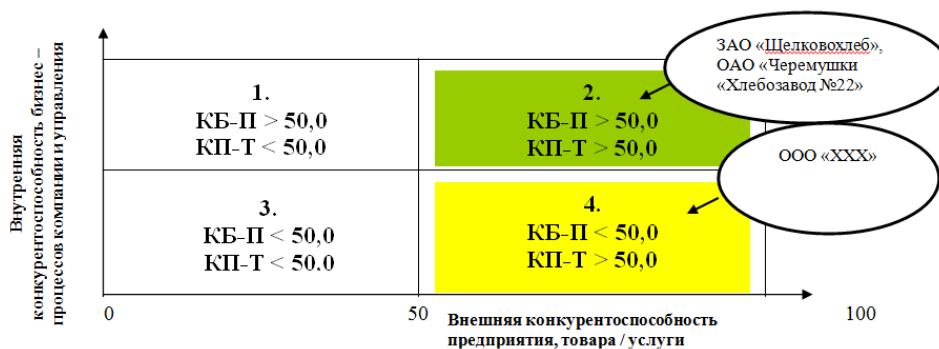 Внутренняя
конкурентоспособность бизнес –
процессов компании и управления
ЗАО «Щелковохлеб»,
ОАО «Черемушки
«Хлебозавод №22»
1.
КБ-П > 50,0
КП-Т < 50,0
2.
КБ-П > 50,0
КП-Т > 50,0
ООО «ХХХ»
3.
КБ-П < 50,0
КП-Т < 50.0
4.
КБ-П < 50,0
КП-Т > 50,0
0
50
100
Внешняя конкурентоспособность
предприятия, товара / услуги